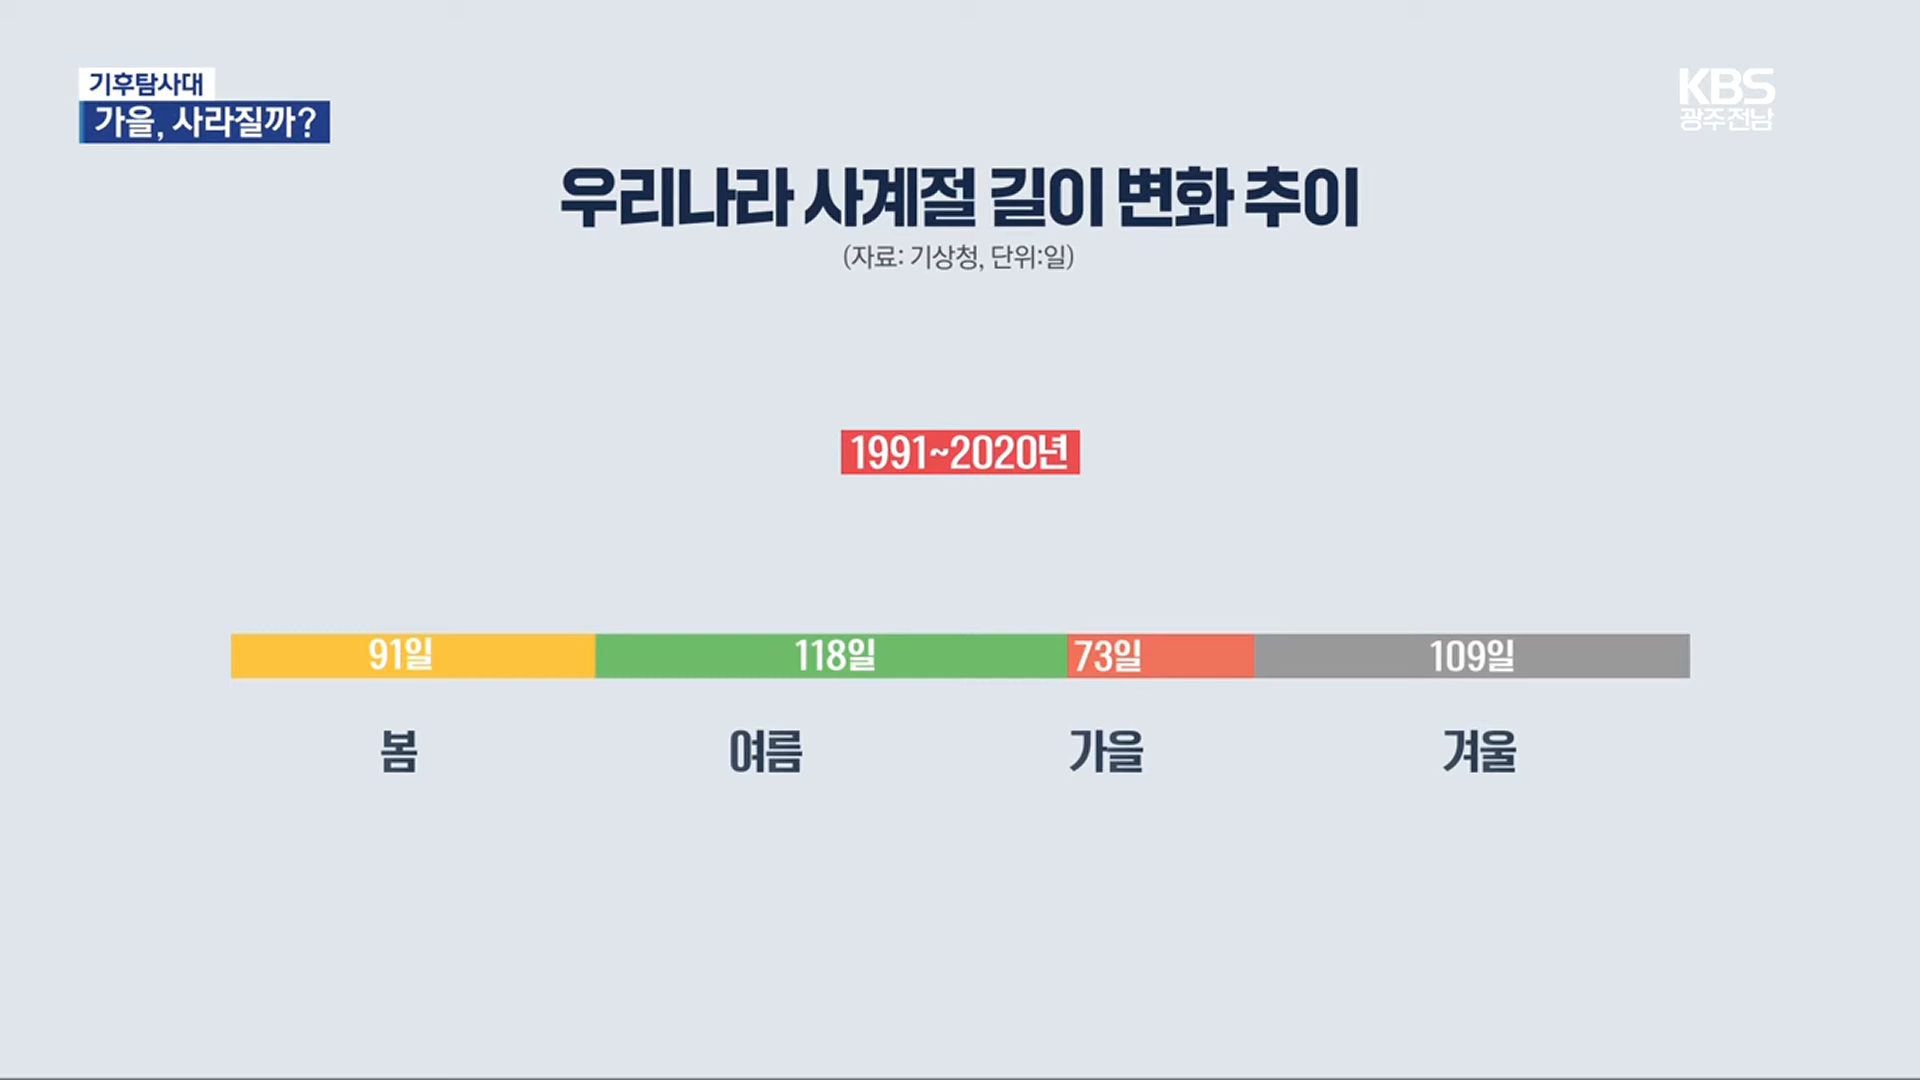 기후탐사대
가을, 사라질까?
KBS
광주전남
우리나라 사계절 길이 변화 추이
(자료: 기상청, 단위:일)
1991~2020년
91일 118일 73일 109일
봄 여름 가을 겨울